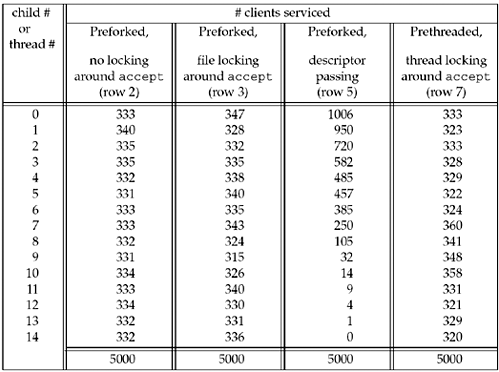 child # # clients serviced
or Preforked, Preforked, Preforked, Prethreaded,
thread #
no locking file locking descriptor thread locking
around accept around accept passing around accept
(row 2) (row 3) (row 5) (row 7)
0 333 347 1006 333
1 340 328 950 323
2 335 332 720 333
3 335 335 582 328
4 332 338 485 329
5 331 340 457 322
6 333 335 385 324
7 333 343 250 360
8 332 324 105 341
9 331 315 32 348
10 334 326 14 358
11 333 340 9 331
12 334 330 4 321
13 332 331 1 329
14 332 336 0 320
5000 5000 5000 5000